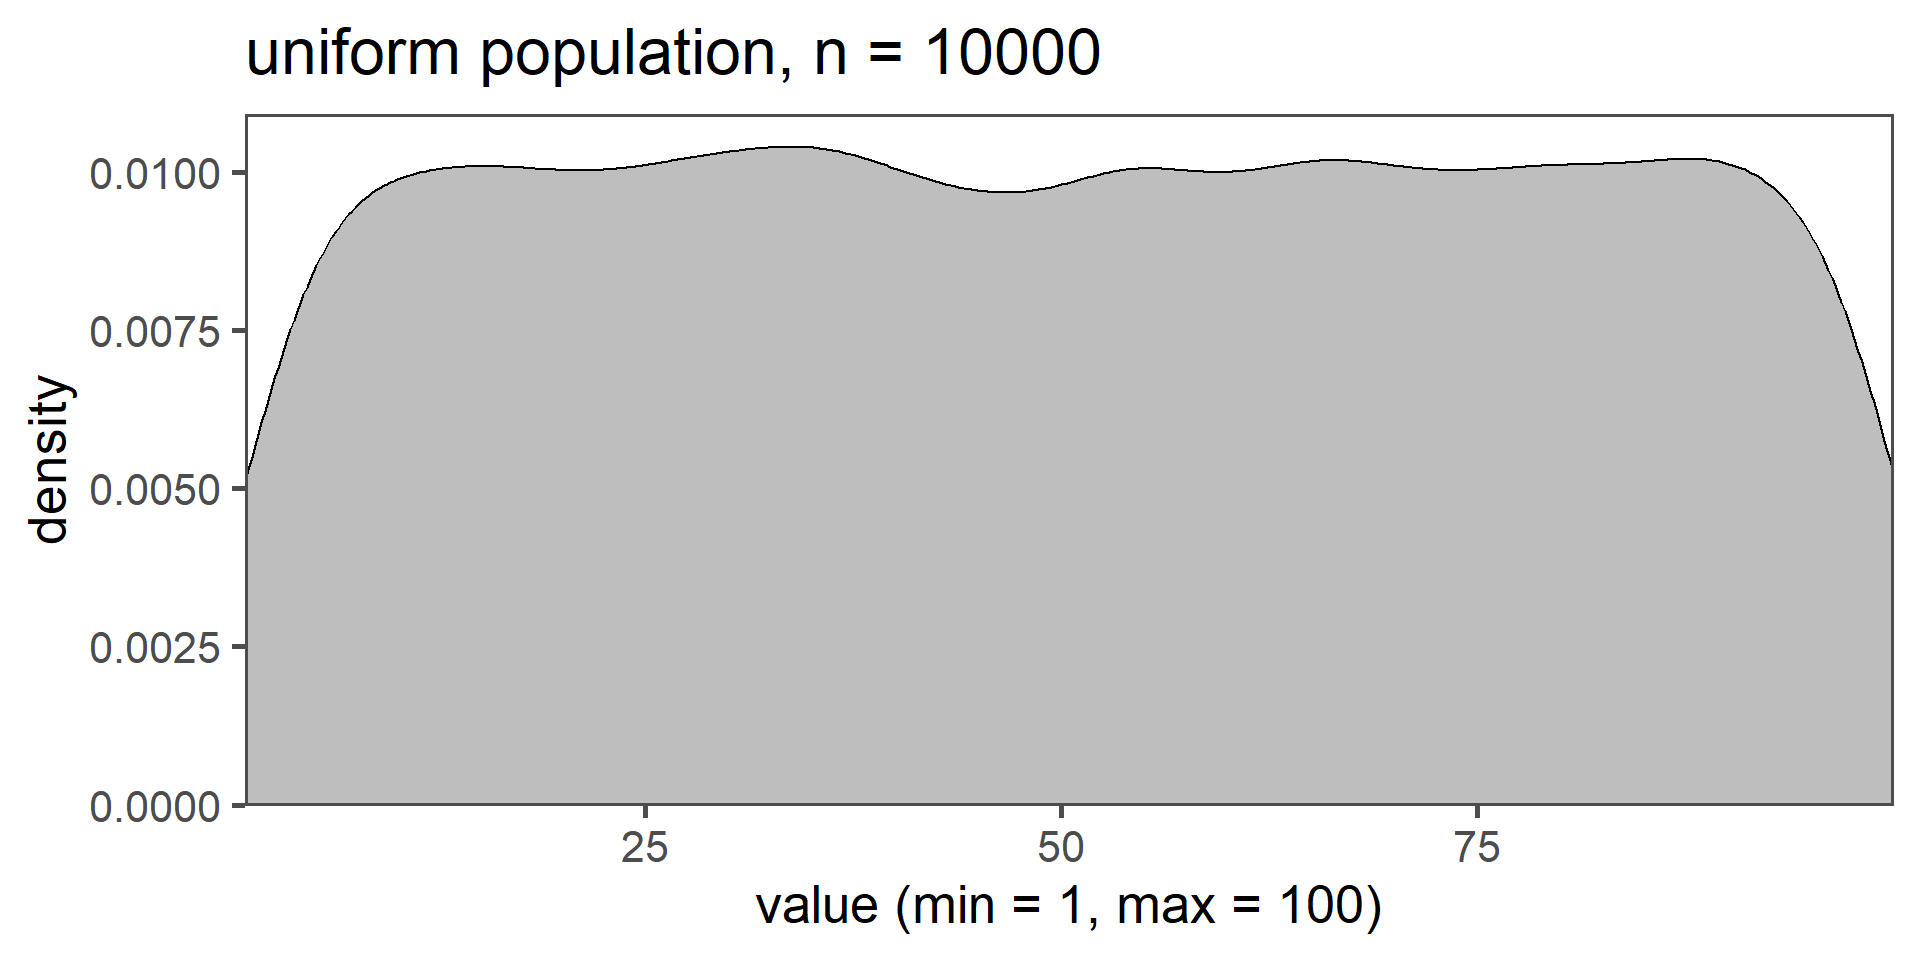 uniform population, n = 10000
0.0100
0.0075
0.0050
0.0025
0.0000
density
25
50
75
value (min = 1, max = 100)